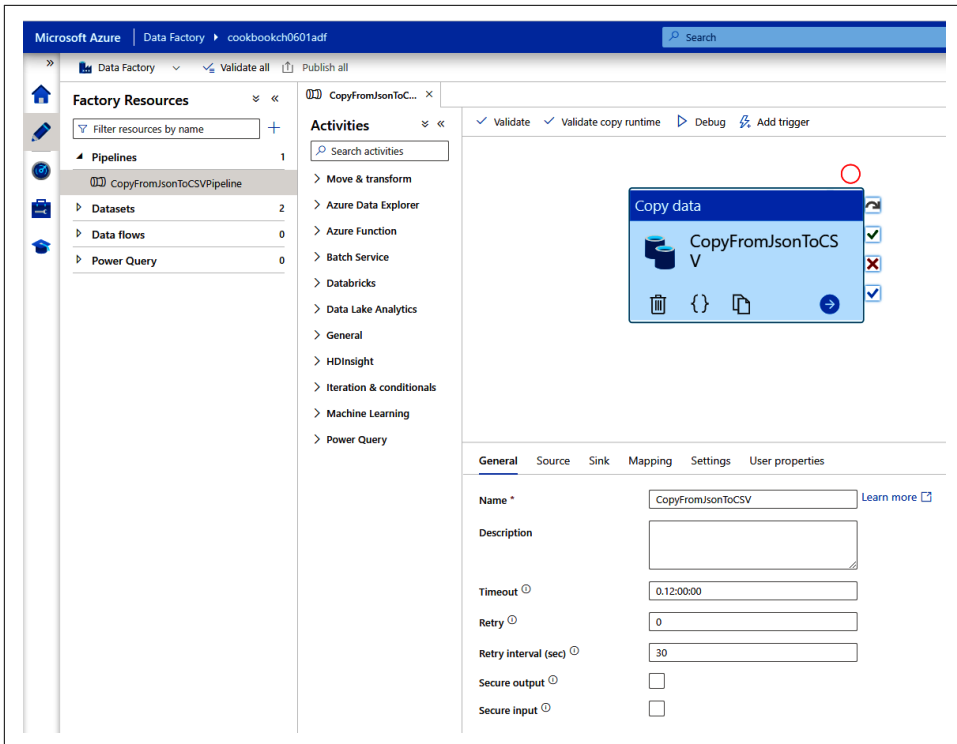 Microsoft Azure Data Factory cookbookch0601adf Search
Data Factory Validate all Publish all
Factory Resources
Filter resources by name
Pipelines 1
CopyFromJsonToCSVPipeline
Datasets 2
Data flows 0
Power Query 0
CopyFromJsonToC...
Activities
Search activities
Move & transform
Azure Data Explorer
Azure Function
Batch Service
Databricks
Data Lake Analytics
General
HDInsight
Iteration & conditionals
Machine Learning
Power Query
Validate Validate copy runtime Debug Add trigger
Copy data
CopyFromJsonToCS
V
{}
General Source Sink Mapping Settings User properties
Name * CopyFromJsonToCSV Learn more
Description
Timeout 0.12:00:00
Retry 0
Retry interval (sec) 30
Secure output
Secure input